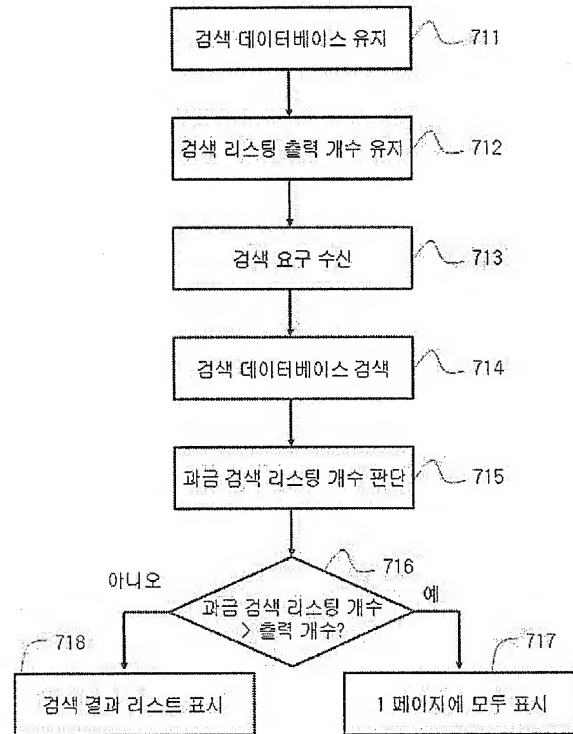 검색 데이터베이스 유지
711
검색 리스팅 출력 개수 유지
712
검색 요구 수신
713
검색 데이터베이스 검색
714
과금 검색 리스팅 개수 판단
715
716
아니오
예
과금 검색 리스팅 개수
> 출력 개수?
718
717
검색 결과 리스트 표시
1 페이지에 모두 표시